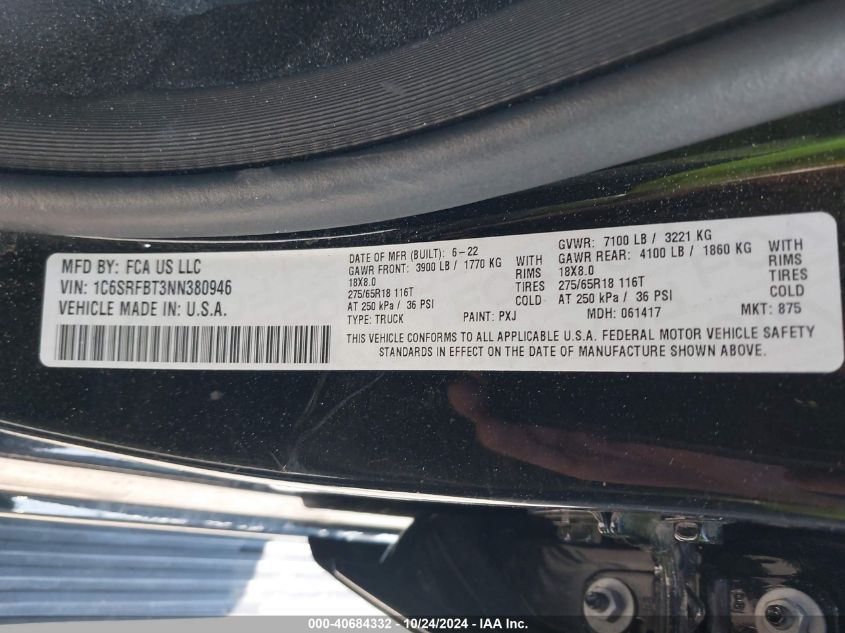 MFD BY: FCA US LLC
VIN: 1C6SRFBT3NN380946
VEHICLE MADE IN: U.S.A.
DATE OF MFR (BUILT): 6-22
GAWR FRONT: 3900 LB / 1770 KG WITH
18X8.0 RIMS
275/65R18 116T TIRES
AT 250 kPa / 36 PSI COLD
TYPE: TRUCK PAINT: PXJ
GVWR: 7100 LB / 3221 KG
GAWR REAR: 4100 LB / 1860 KG WITH
18X8.0 RIMS
275/65R18 116T TIRES
AT 250 kPa / 36 PSI COLD
MDH: 061417 MKT: 875
THIS VEHICLE CONFORMS TO ALL APPLICABLE U.S.A. FEDERAL MOTOR VEHICLE SAFETY
STANDARDS IN EFFECT ON THE DATE OF MANUFACTURE SHOWN ABOVE.
000-40684332 - 10/24/2024 - IAA Inc.